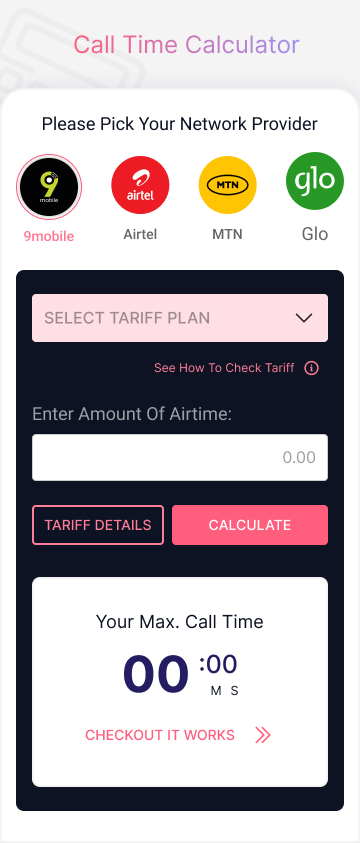 Call Time Calculator
Please Pick Your Network Provider
9
mobile
airtel
MTN
glo
9mobile
Airtel
MTN
Glo
SELECT TARIFF PLAN
See How To Check Tariff
Enter Amount Of Airtime:
0.00
TARIFF DETAILS
CALCULATE
Your Max. Call Time
00 :00
M S
CHECKOUT IT WORKS